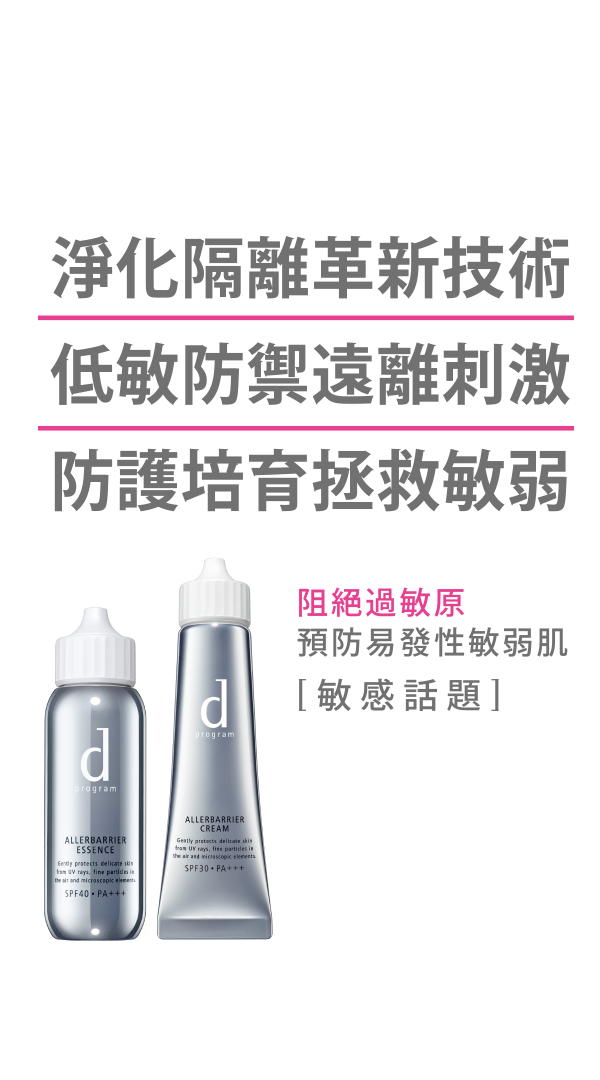 淨化隔離革新技術
低敏防禦遠離刺激
防護培育拯救敏弱
阻絕過敏原
預防易發性敏弱肌
[敏感話題]
d
program
ALLERBARRIER
ESSENCE
Gently protects delicate skin
from UV rays, fine particles in
the air and microscopic elements.
SPF40・PA+++
d
program
ALLERBARRIER
CREAM
Gently protects delicate skin
from UV rays, fine particles in
the air and microscopic elements.
SPF30・PA+++